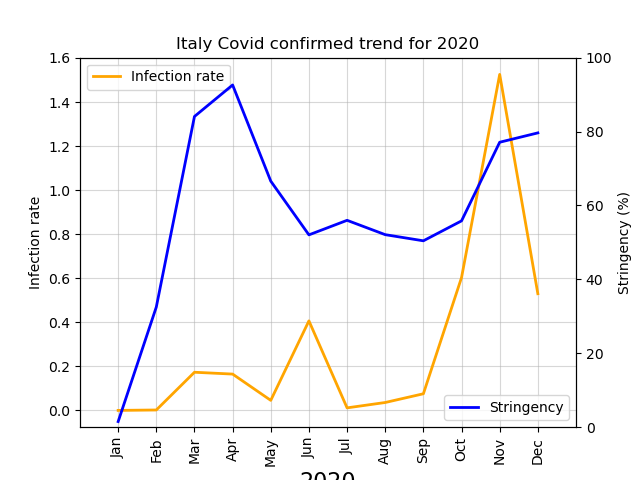 Italy Covid confirmed trend for 2020
Infection rate
Stringency
Infection rate
1.6
1.4
1.2
1.0
0.8
0.6
0.4
0.2
0.0
Stringency (%)
100
80
60
40
20
0
Jan
Feb
Mar
Apr
May
Jun
Jul
Aug
Sep
Oct
Nov
Dec
2020